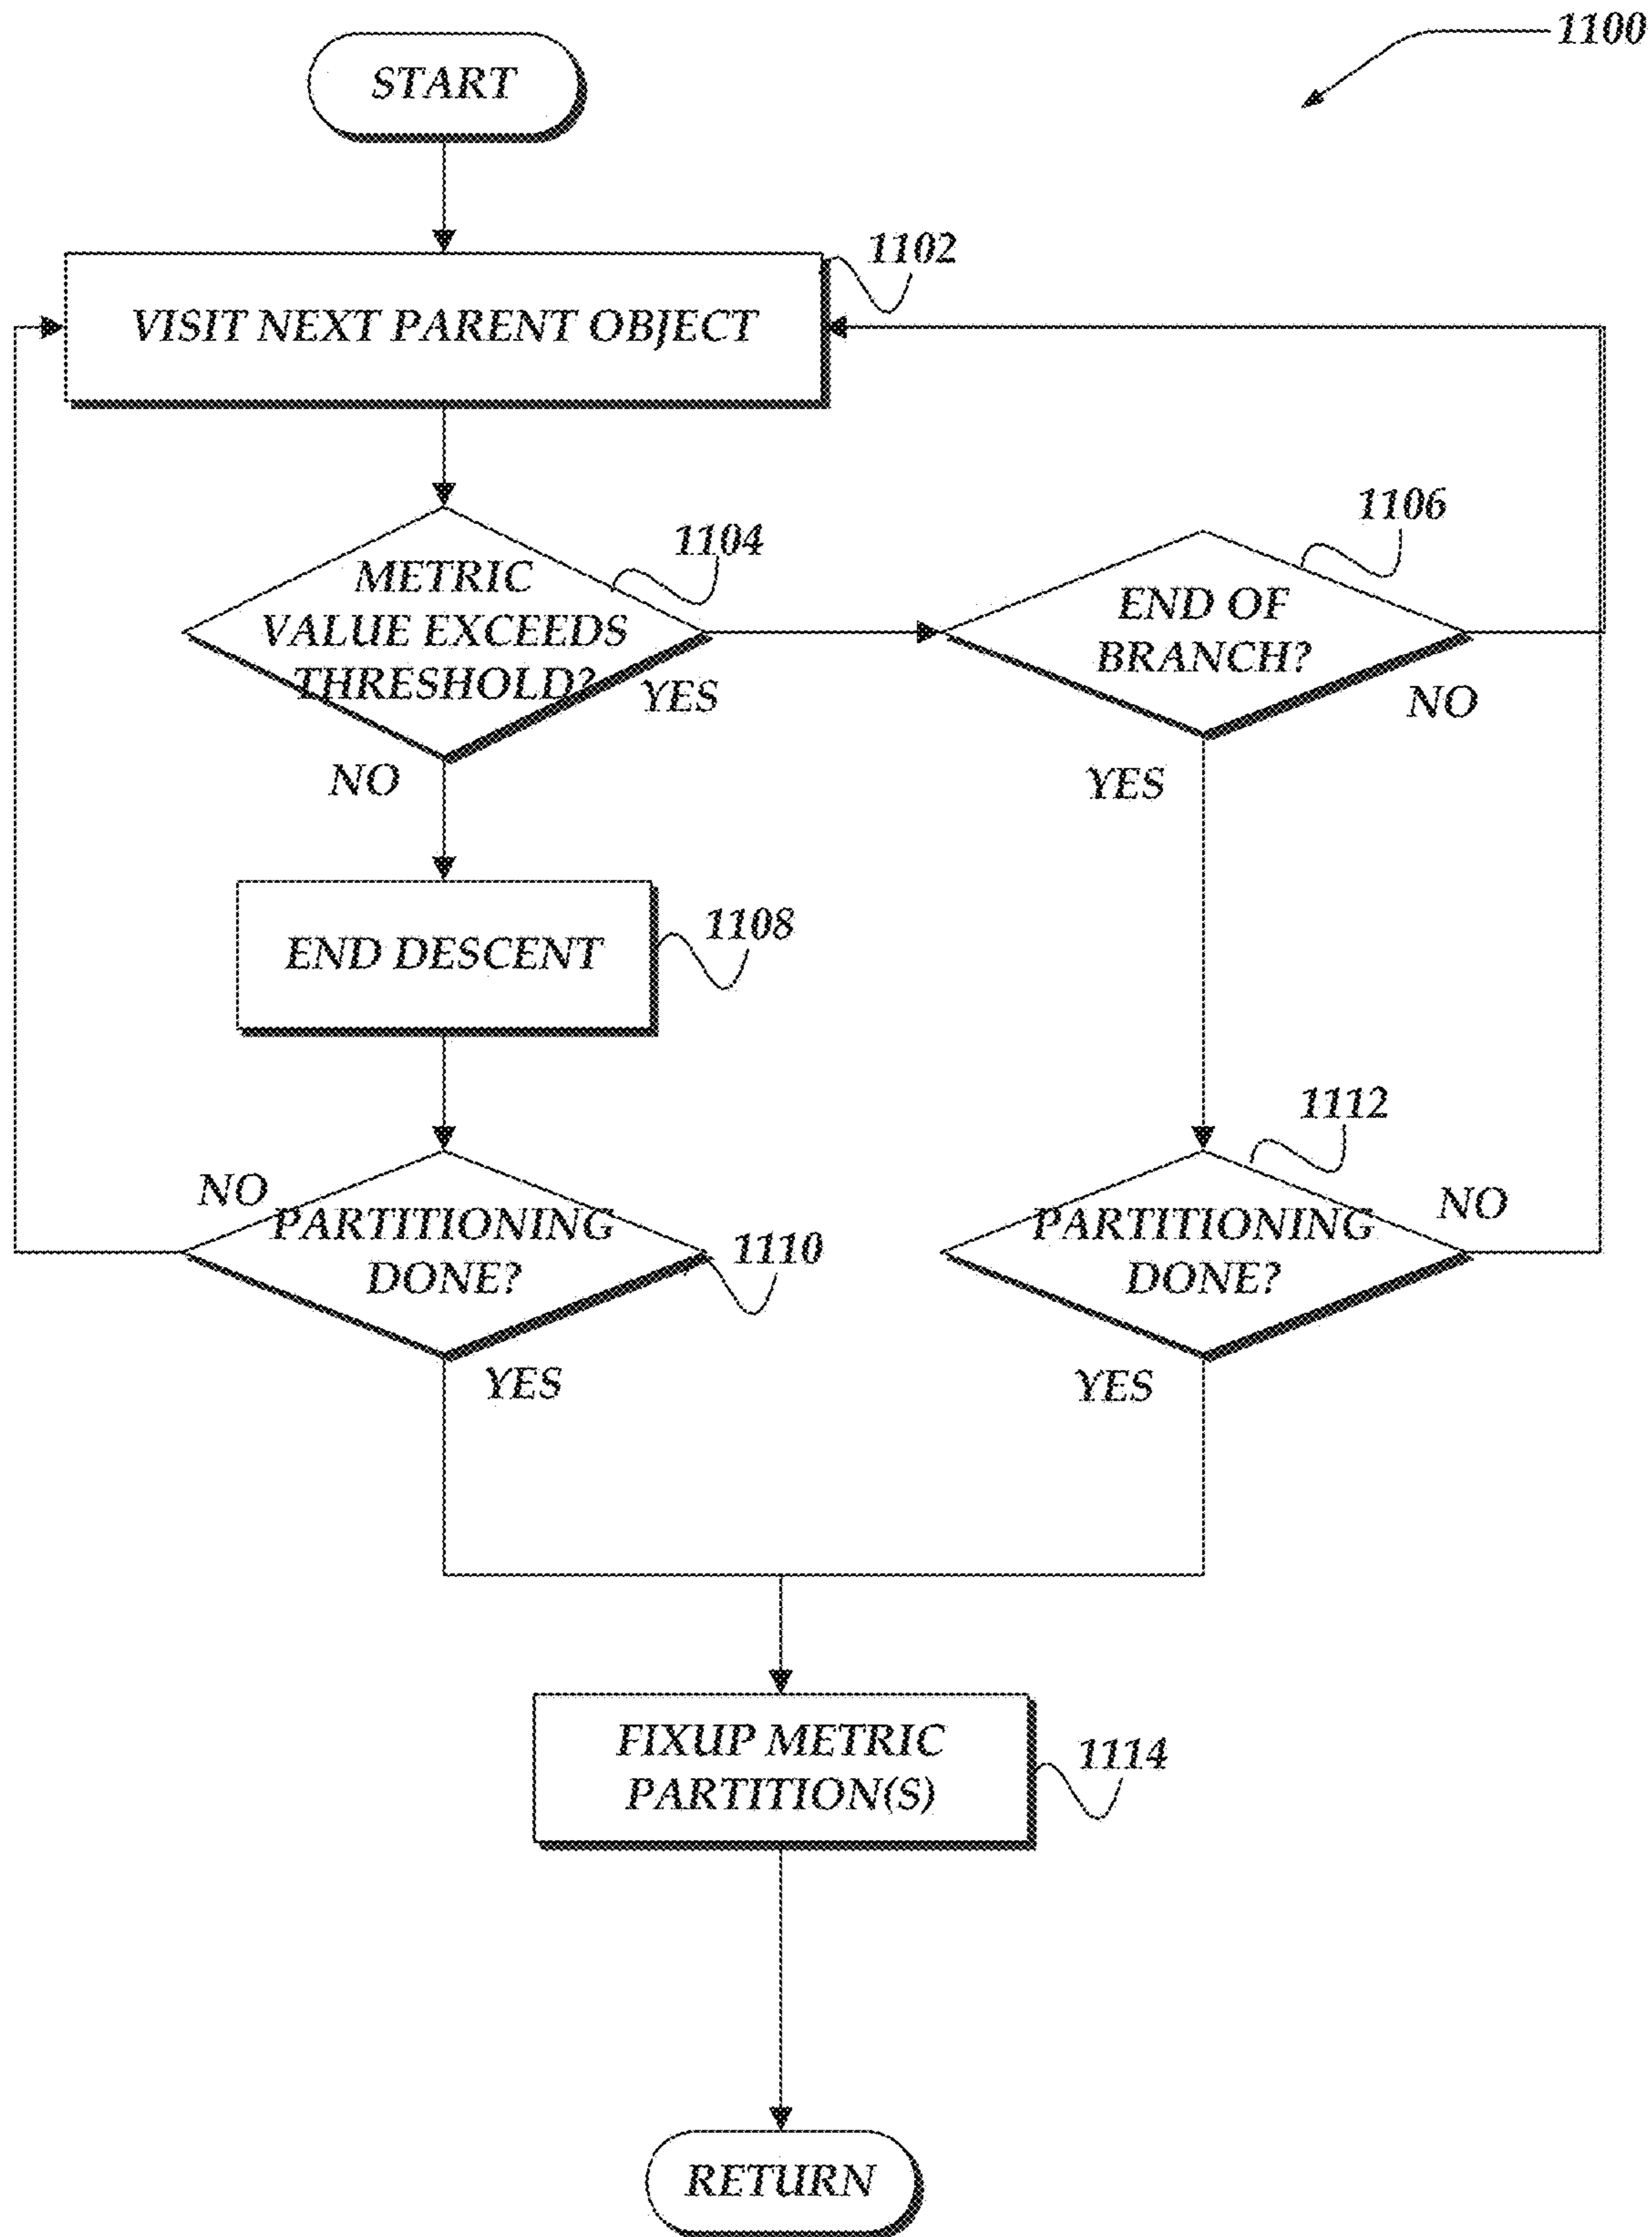 1100
START
1102
VISIT NEXT PARENT OBJECT
1104
METRIC
VALUE EXCEEDS
THRESHOLD?
YES
NO
1106
END OF
BRANCH?
NO
YES
1108
END DESCENT
1110
NO
PARTITIONING
DONE?
YES
1112
PARTITIONING
DONE?
NO
YES
FIXUP METRIC
PARTITION(S)
1114
RETURN